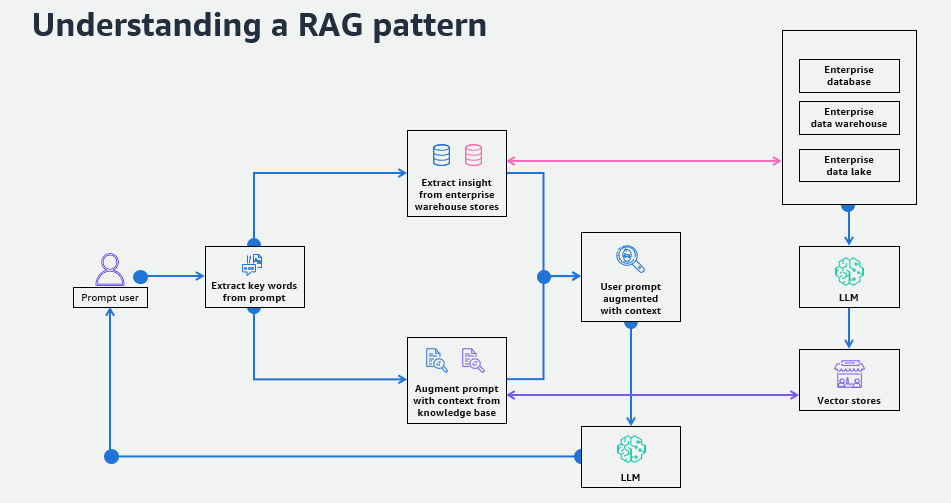 Understanding a RAG pattern
Enterprise
database
Enterprise
data warehouse
Enterprise
data lake
Extract insight
from enterprise
warehouse stores
Prompt user
Extract key words
from prompt
User prompt
augmented
with context
LLM
Augment prompt
with context from
knowledge base
Vector stores
LLM